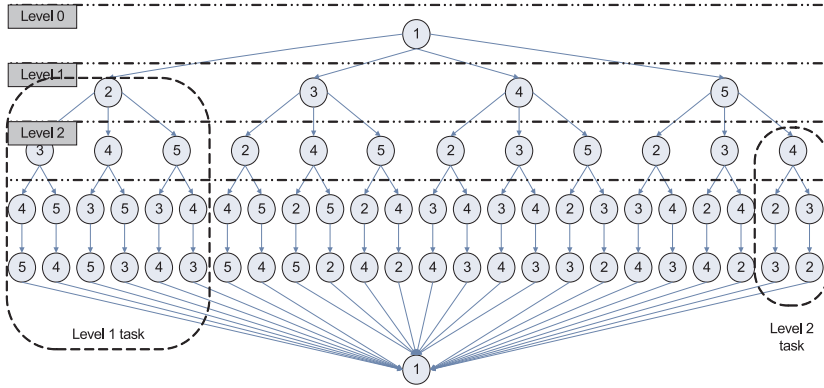 Level 0
1
Level 1
2 3 4 5
Level 2
3 4 5 2 4 5 2 3 5 2 3 4
4 5 3 5 3 4 4 5 2 5 2 4 3 4 3 4 2 3 3 4 2 4 2 3
5 4 5 3 4 3 5 4 5 2 4 2 4 3 4 3 3 2 4 3 4 2 3 2
Level 1 task
Level 2
task
1